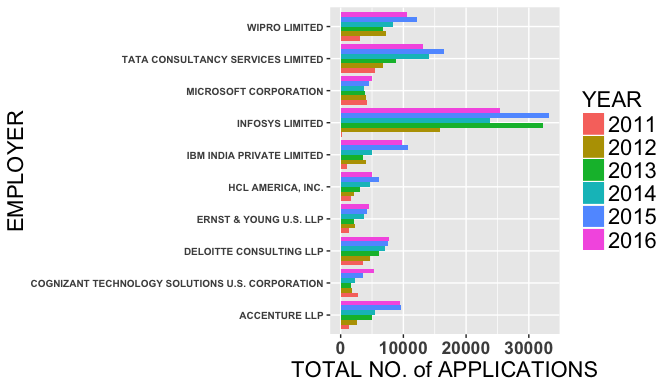 WIPRO LIMITED
TATA CONSULTANCY SERVICES LIMITED
MICROSOFT CORPORATION
INFOSYS LIMITED
IBM INDIA PRIVATE LIMITED
HCL AMERICA, INC.
ERNST & YOUNG U.S. LLP
DELOITTE CONSULTING LLP
COGNIZANT TECHNOLOGY SOLUTIONS U.S. CORPORATION
ACCENTURE LLP
EMPLOYER
0 10000 20000 30000
TOTAL NO. of APPLICATIONS
YEAR
2011
2012
2013
2014
2015
2016